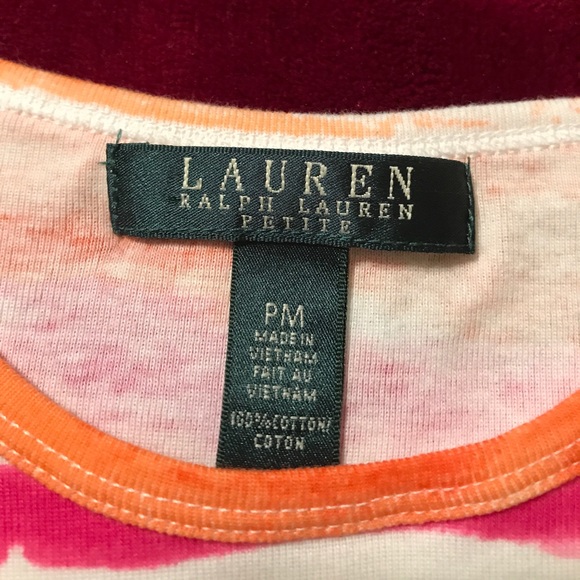 LAUREN
RALPH LAUREN
PETITE
PM
MADE IN
VIETNAM
FAIT AU
VIETNAM
100% COTTON/
COTON